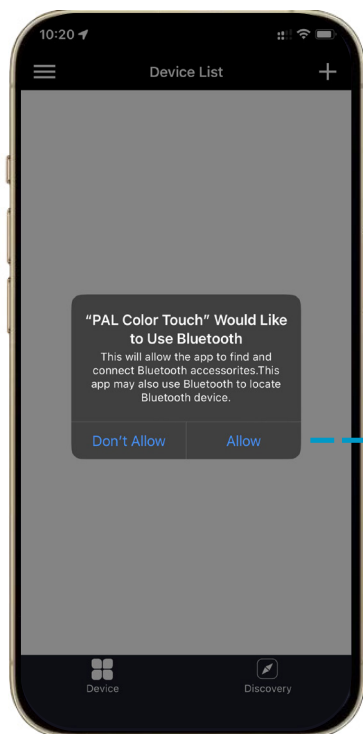 10:20
Device List
“PAL Color Touch” Would Like
to Use Bluetooth
This will allow the app to find and
connect Bluetooth accessorites.This
app may also use Bluetooth to locate
Bluetooth device.
Don’t Allow
Allow
Device
Discovery